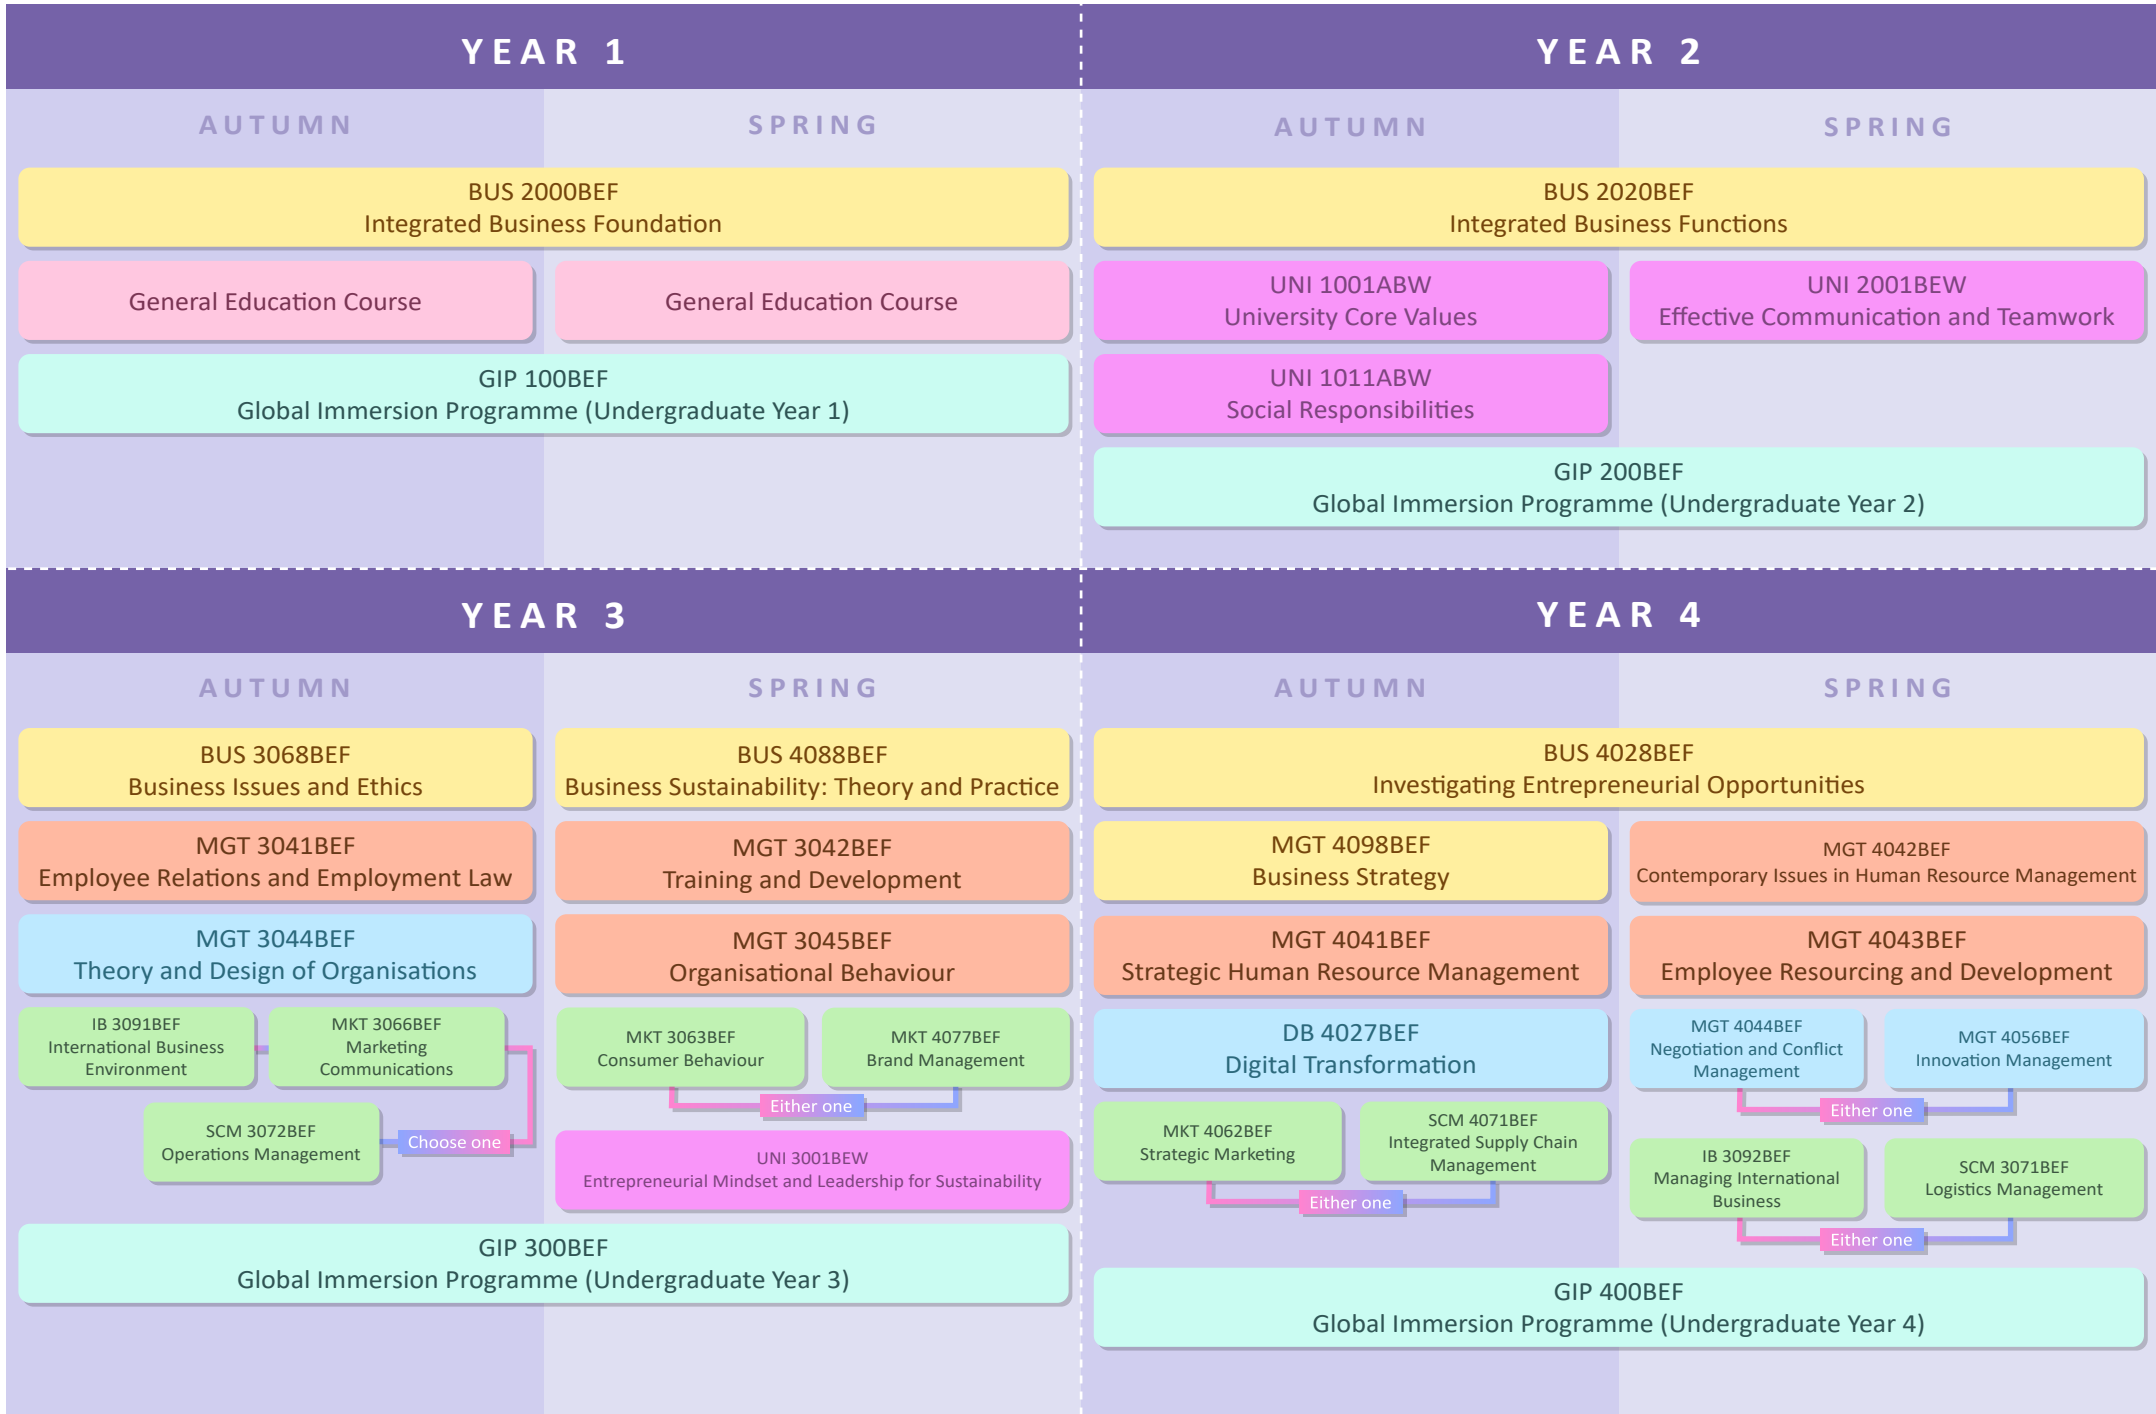 YEAR 1
AUTUMN
SPRING
BUS 2000BEF
Integrated Business Foundation
General Education Course
General Education Course
GIP 100BEF
Global Immersion Programme (Undergraduate Year 1)
YEAR 2
AUTUMN
SPRING
BUS 2020BEF
Integrated Business Functions
UNI 1001ABW
University Core Values
UNI 2001BEW
Effective Communication and Teamwork
UNI 1011ABW
Social Responsibilities
GIP 200BEF
Global Immersion Programme (Undergraduate Year 2)
YEAR 3
AUTUMN
SPRING
BUS 3068BEF
Business Issues and Ethics
MGT 3041BEF
Employee Relations and Employment Law
MGT 3044BEF
Theory and Design of Organisations
IB 3091BEF
International Business
Environment
MKT 3066BEF
Marketing
Communications
SCM 3072BEF
Operations Management
Choose one
BUS 4088BEF
Business Sustainability: Theory and Practice
MGT 3042BEF
Training and Development
MGT 3045BEF
Organisational Behaviour
MKT 3063BEF
Consumer Behaviour
MKT 4077BEF
Brand Management
Either one
UNI 3001BEW
Entrepreneurial Mindset and Leadership for Sustainability
GIP 300BEF
Global Immersion Programme (Undergraduate Year 3)
YEAR 4
AUTUMN
SPRING
BUS 4028BEF
Investigating Entrepreneurial Opportunities
MGT 4098BEF
Business Strategy
MGT 4041BEF
Strategic Human Resource Management
DB 4027BEF
Digital Transformation
MKT 4062BEF
Strategic Marketing
SCM 4071BEF
Integrated Supply Chain
Management
Either one
MGT 4042BEF
Contemporary Issues in Human Resource Management
MGT 4043BEF
Employee Resourcing and Development
MGT 4044BEF
Negotiation and Conflict
Management
MGT 4056BEF
Innovation Management
Either one
IB 3092BEF
Managing International
Business
SCM 3071BEF
Logistics Management
Either one
GIP 400BEF
Global Immersion Programme (Undergraduate Year 4)